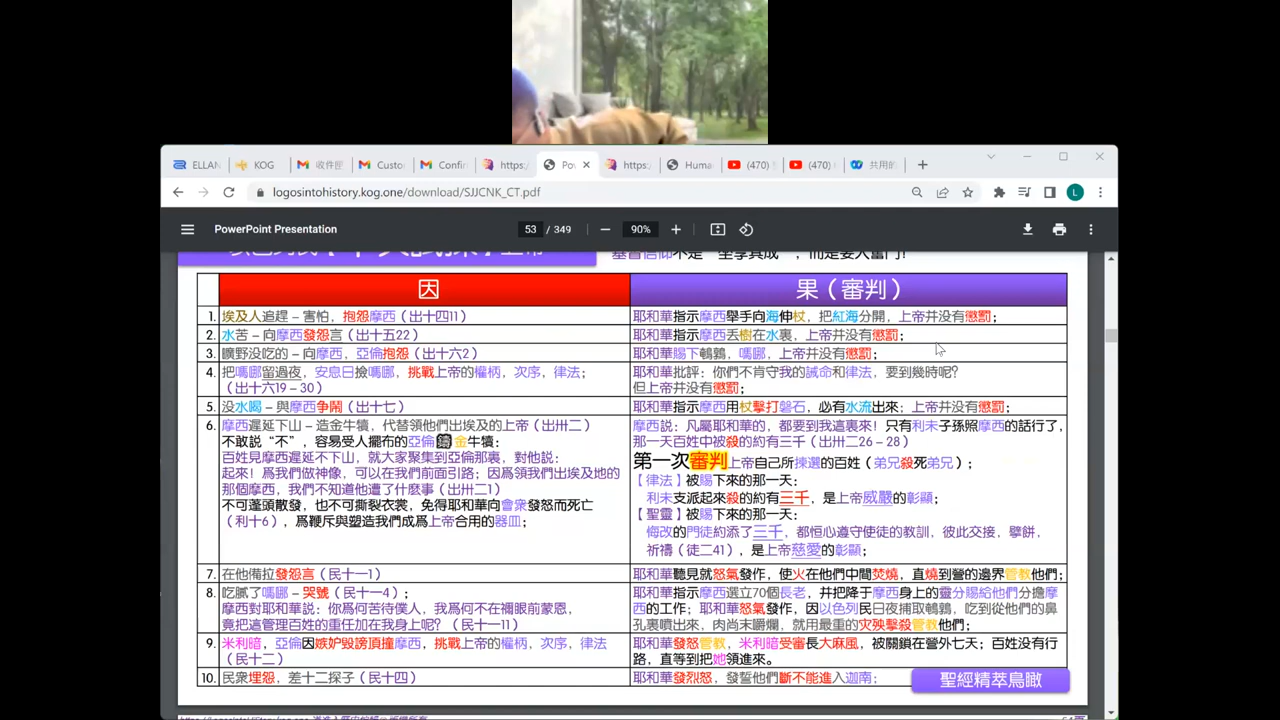 ELLAN
KOG
收件匣
Custo
Confir
https:/
Pow
https:/
Huma
(470)
(470)
共用的
logosintohistory.kog.one/download/SJJCNK_CT.pdf
L
PowerPoint Presentation
53 / 349
90%
因
果（審判）
1. 埃及人追趕 – 害怕，抱怨摩西（出十四11）
耶和華指示摩西舉手向海伸杖，把紅海分開，上帝并没有懲罰；
2. 水苦 – 向摩西發怨言（出十五22）
耶和華指示摩西丟樹在水裏，上帝并没有懲罰；
3. 曠野没吃的 – 向摩西，亞倫抱怨（出十六2）
耶和華賜下鵪鶉，嗎哪，上帝并没有懲罰；
4. 把嗎哪留過夜，安息日撿嗎哪，挑戰上帝的權柄，次序，律法；
（出十六19 – 30）
耶和華批評：你們不肯守我的誡命和律法，要到幾時呢？
但上帝并没有懲罰；
5. 没水喝 – 與摩西争鬧（出十七）
耶和華指示摩西用杖擊打磐石，必有水流出來；上帝并没有懲罰；
6. 摩西遲延不下山 – 造金牛犢，代替領他們出埃及的上帝（出卅二）
不敢説“不”，容易受人擺布的亞倫鑄金牛犢：
百姓見摩西遲延不下山，就大家聚集到亞倫那裏，對他説：
起來！爲我們做神像，可以在我們前面引路；因爲領我們出埃及地的
那個摩西，我們不知道他遭了什麽事（出卅二1）
不可蓬頭散發，也不可撕裂衣裳，免得耶和華向會衆發怒而死亡
（利十6），爲鞭斥與塑造我們成爲上帝合用的器皿；
摩西說：凡屬耶和華的，都要到我這裏來！只有利未子孫照摩西的話行了，
那一天百姓中被殺的約有三千（出卅二26 – 28）
第一次審判上帝自己所揀選的百姓（弟兄殺死弟兄）；
【律法】被賜下來的那一天：
利未支派起來殺的約有三千，是上帝威嚴的彰顯；
【聖靈】被賜下來的那一天：
悔改的門徒約添了三千，都恒心遵守使徒的教訓，彼此交接，擘餅，
祈禱（徒二41），是上帝慈愛的彰顯；
7. 在他備拉發怨言（民十一1）
耶和華聽見就怒氣發作，使火在他們中間焚燒，直燒到營的邊界管教他們；
8. 吃膩了嗎哪 – 哭號（民十一4）；
摩西對耶和華説：你爲何苦待僕人，我爲何不在禰眼前蒙恩，
竟把這管理百姓的重任加在我身上呢？（民十一11）
耶和華指示摩西選立70個長老，并把降于摩西身上的靈分賜給他們分擔摩
西的工作；耶和華怒氣發作，因以色列民日夜捕取鵪鶉，吃到從他們的鼻
孔裏噴出來，肉尚未嚼爛，就用最重的灾殃擊殺管教他們；
9. 米利暗，亞倫因嫉妒毀謗頂撞摩西，挑戰上帝的權柄，次序，律法
（民十二）
耶和華發怒管教，米利暗受審長大麻風，被關鎖在營外七天；百姓没有行
路，直等到把她領進來。
10. 民衆埋怨，差十二探子（民十四）
耶和華發烈怒，發誓他們斷不能進入迦南；
聖經精萃鳥瞰